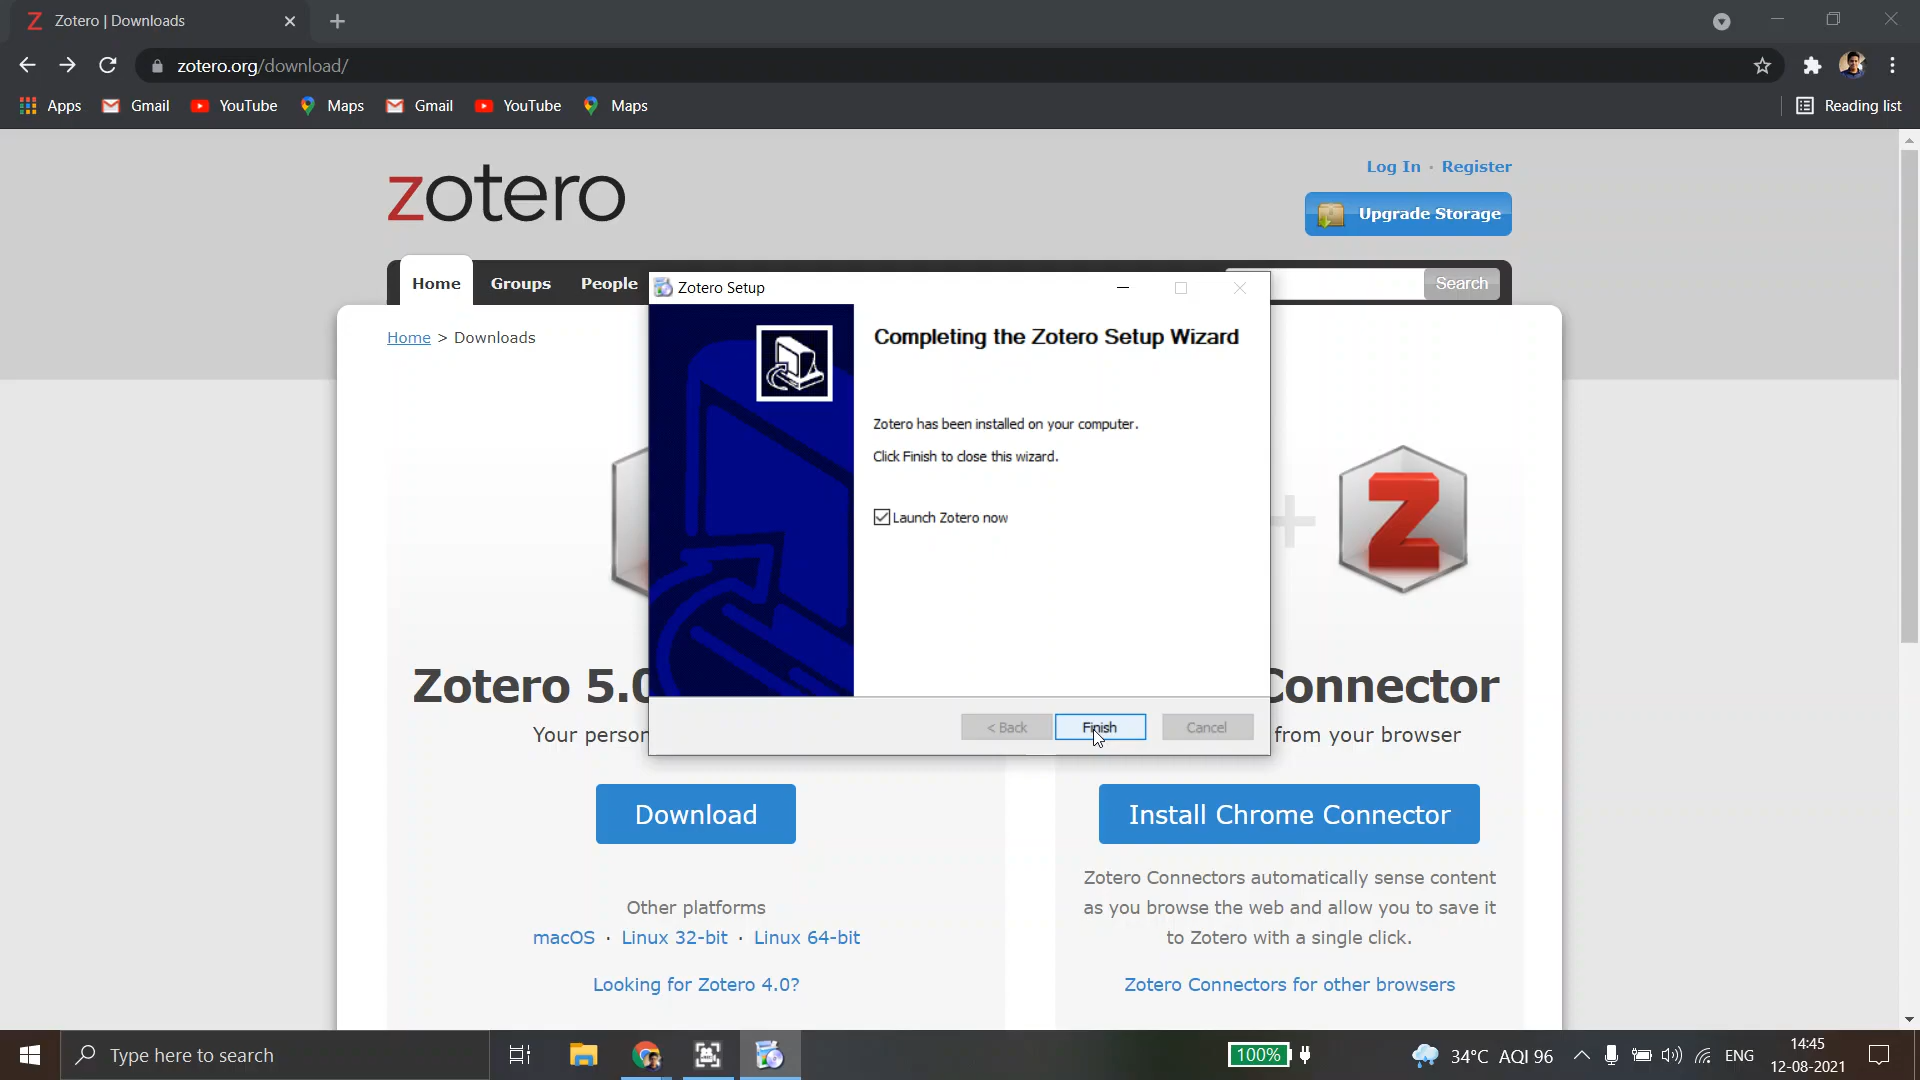 Zotero | Downloads
zotero.org/download/
Apps Gmail YouTube Maps Gmail YouTube Maps Reading list
Log In · Register
zotero
Upgrade Storage
Home Groups People Search
Zotero Setup
Home > Downloads
Completing the Zotero Setup Wizard
Zotero has been installed on your computer.
Click Finish to close this wizard.
Launch Zotero now
< Back Finish Cancel
Zotero 5.0
Connector
Your person
from your browser
Download
Install Chrome Connector
Other platforms
macOS · Linux 32-bit · Linux 64-bit
Looking for Zotero 4.0?
Zotero Connectors automatically sense content
as you browse the web and allow you to save it
to Zotero with a single click.
Zotero Connectors for other browsers
Type here to search
100%
34°C AQI 96
ENG
14:45
12-08-2021